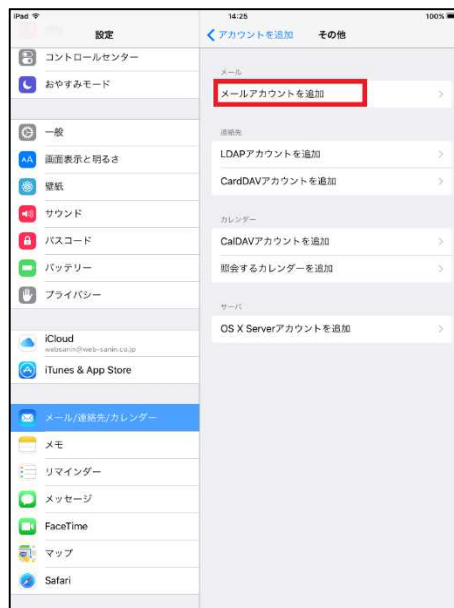 iPad
14:25
100%
設定
アカウントを追加
その他
コントロールセンター
おやすみモード
一般
画面表示と明るさ
壁紙
サウンド
パスコード
バッテリー
プライバシー
iCloud
websanin@web-sanin.co.jp
iTunes & App Store
メール/連絡先/カレンダー
メモ
リマインダー
メッセージ
FaceTime
マップ
Safari
メール
メールアカウントを追加
連絡先
LDAPアカウントを追加
CardDAVアカウントを追加
カレンダー
CalDAVアカウントを追加
照会するカレンダーを追加
サーバ
OS X Serverアカウントを追加